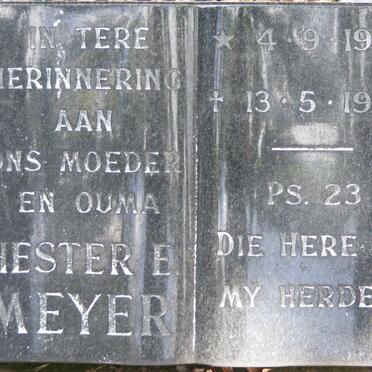 IN TERE
HERINNERING
AAN
ONS MOEDER
EN OUMA
HESTER E.
MEYER
★ 4·9·19
† 13·5·19
PS. 23
DIE HERE
MY HERDE